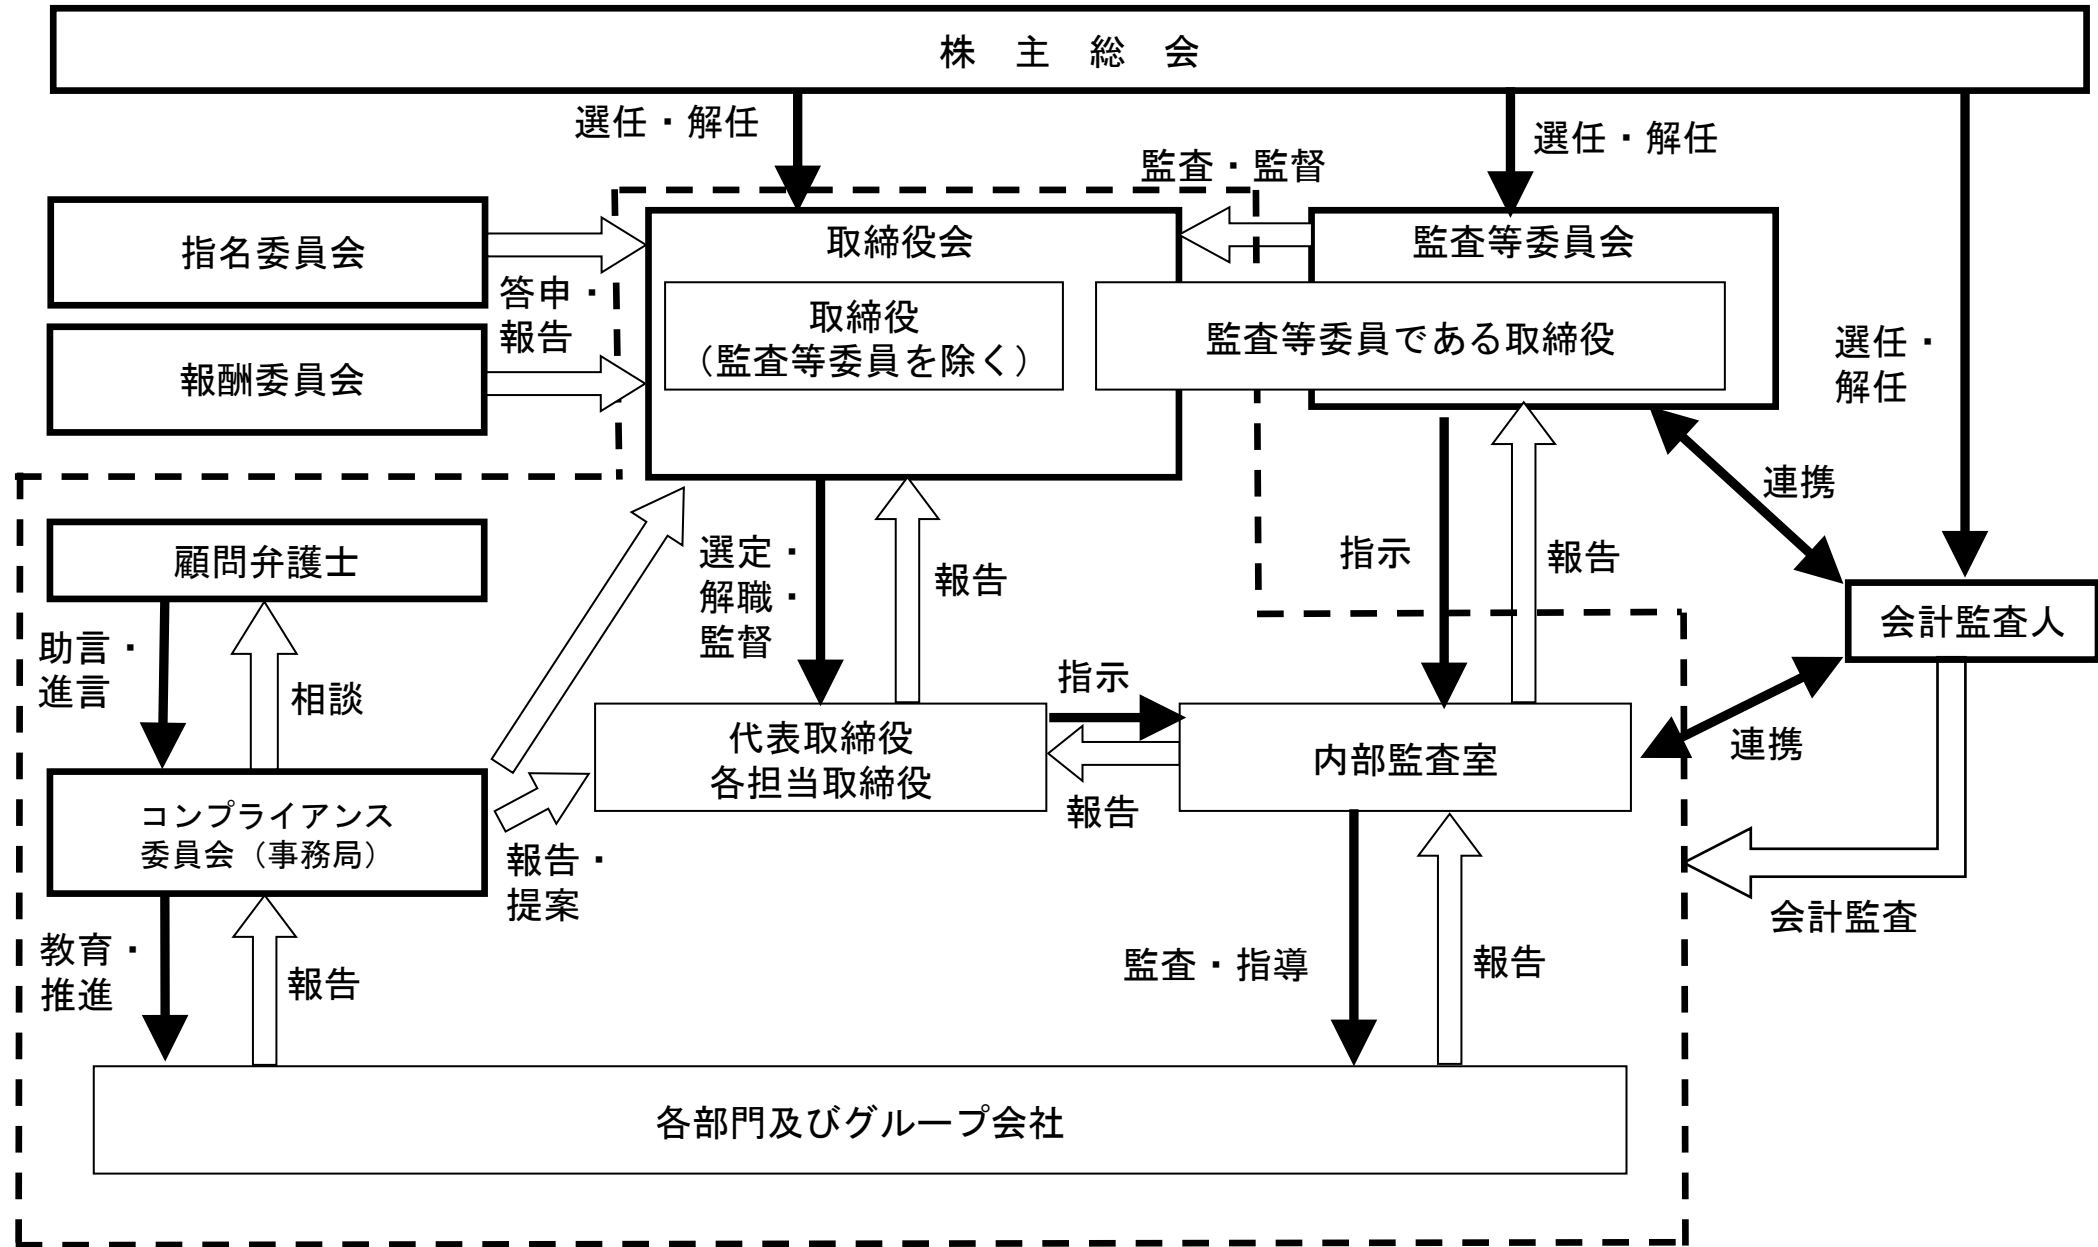 株 主 総 会
選任・解任
選任・解任
監査・監督
指名委員会
取締役会
監査等委員会
答申・
報告
取締役
（監査等委員を除く）
監査等委員である取締役
報酬委員会
選任・
解任
連携
顧問弁護士
選定・
解職・
監督
報告
指示
報告
会計監査人
助言・
進言
相談
指示
代表取締役
各担当取締役
内部監査室
連携
報告
コンプライアンス
委員会（事務局）
報告・
提案
会計監査
教育・
推進
報告
監査・指導
報告
各部門及びグループ会社